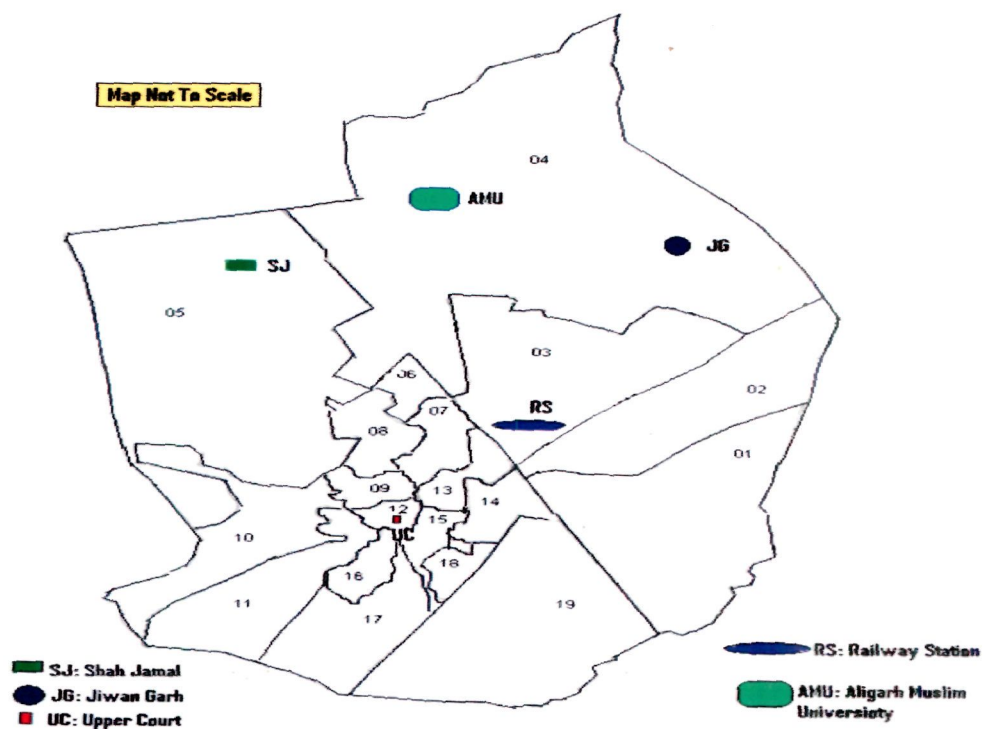 Map Not To Scale
04
AMU
JG
SJ
05
03
J6
RS
02
07
08
01
09
13
14
12
15
UC
10
18
16
11
19
17
SJ: Shah Jamal
JG: Jiwan Garh
UC: Upper Court
RS: Railway Station
AMU: Aligarh Muslim
Universioty